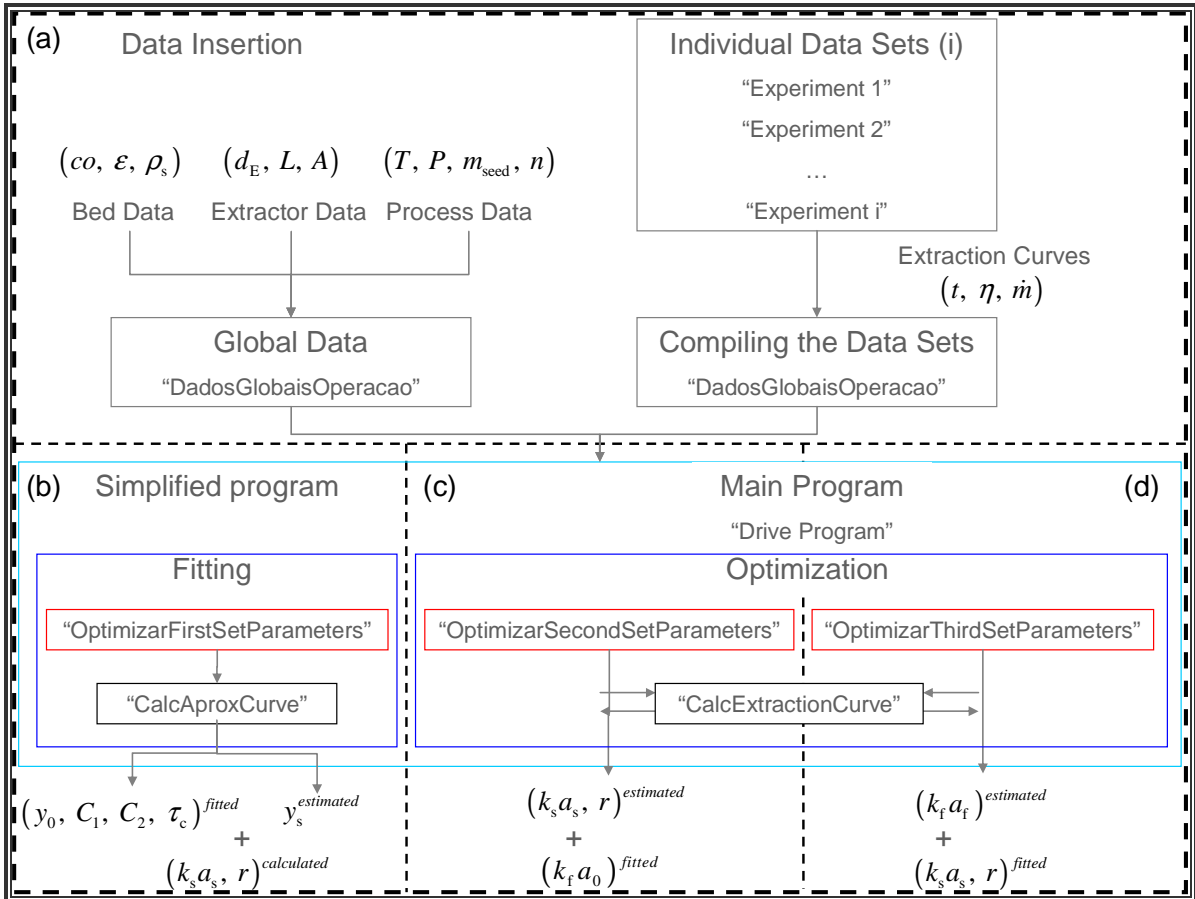 (a) Data Insertion
Individual Data Sets (i)
“Experiment 1”
“Experiment 2”
…
“Experiment i”
(co, ε, ρs) (dE, L, A) (T, P, mseed, n)
Bed Data Extractor Data Process Data
Extraction Curves
(t, η, ṁ)
Global Data
“DadosGlobaisOperacao”
Compiling the Data Sets
“DadosGlobaisOperacao”
(b) Simplified program
Fitting
“OptimizarFirstSetParameters”
“CalcAproxCurve”
(y0, C1, C2, τc)fitted ysestimated
+
(ksas, r)calculated
(c) Main Program (d)
“Drive Program”
Optimization
“OptimizarSecondSetParameters” “OptimizarThirdSetParameters”
“CalcExtractionCurve”
(ksas, r)estimated
+
(kfa0)fitted
(kfaf)estimated
+
(ksas, r)fitted